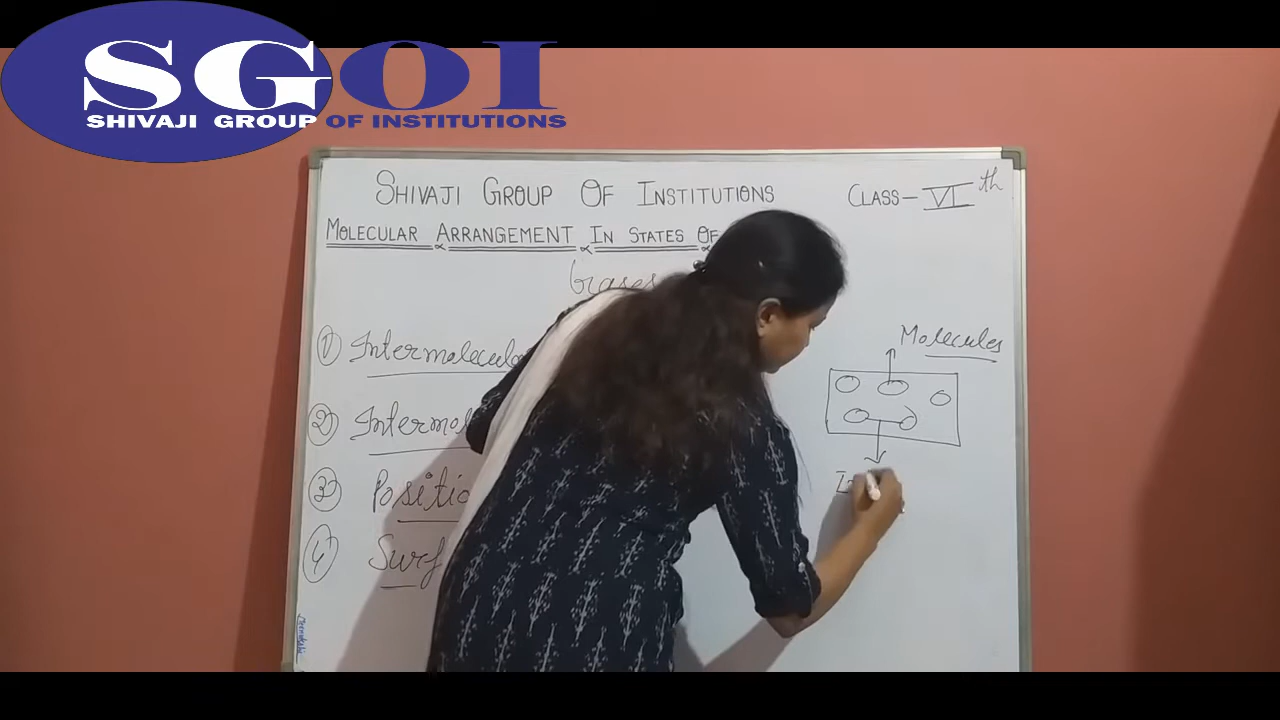 SGOI
SHIVAJI GROUP OF INSTITUTIONS
SHIVAJI GROUP OF INSTITUTIONS
CLASS- VI th
MOLECULAR ARRANGEMENT IN STATES OF
Gases
Molecules
① Intermolecula
② Intermol
③ Positio
④ Surf